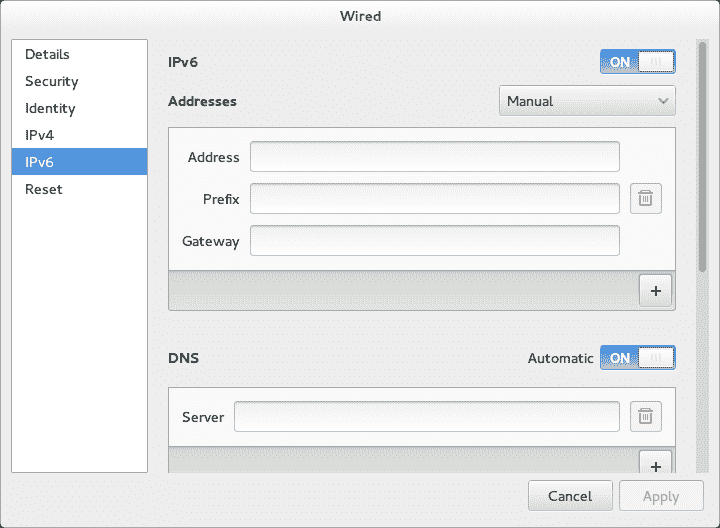 Wired
Details
Security
Identity
IPv4
IPv6
Reset
IPv6 ON
Addresses Manual
Address
Prefix
Gateway
+
DNS Automatic ON
Server
+
Cancel Apply